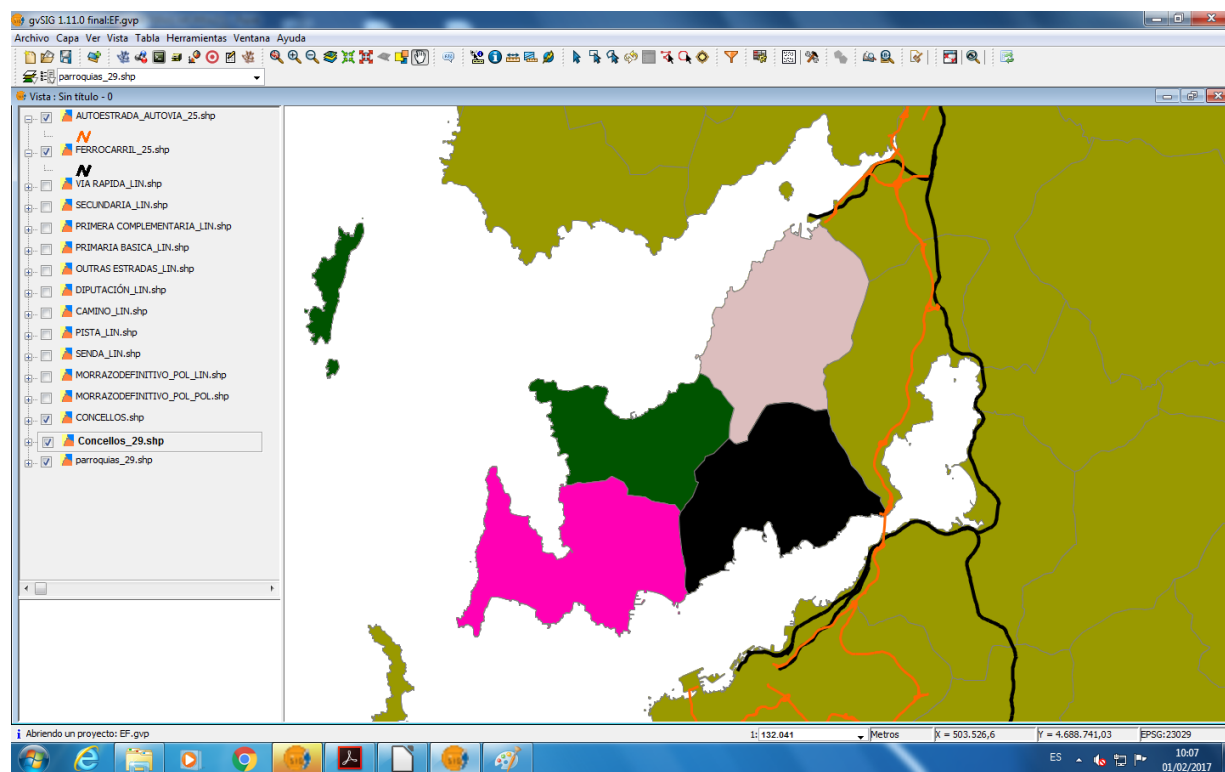 gvSIG 1.11.0 final:EF.gvp
Archivo Capa Ver Vista Tabla Herramientas Ventana Ayuda
parroquias_29.shp
Vista : Sin título - 0
AUTOESTRADA_AUTOVIA_25.shp
FERROCARRIL_25.shp
VIA RAPIDA_LIN.shp
SECUNDARIA_LIN.shp
PRIMERA COMPLEMENTARIA_LIN.shp
PRIMARIA BASICA_LIN.shp
OUTRAS ESTRADAS_LIN.shp
DIPUTACIÓN_LIN.shp
CAMINO_LIN.shp
PISTA_LIN.shp
SENDA_LIN.shp
MORRAZODEFINITIVO_POL_LIN.shp
MORRAZODEFINITIVO_POL_POL.shp
CONCELLOS.shp
Concellos_29.shp
parroquias_29.shp
Abriendo un proyecto: EF.gvp
1: 132.041 Metros X = 503.526,6 Y = 4.688.741,03 EPSG:23029
ES 10:07
01/02/2017